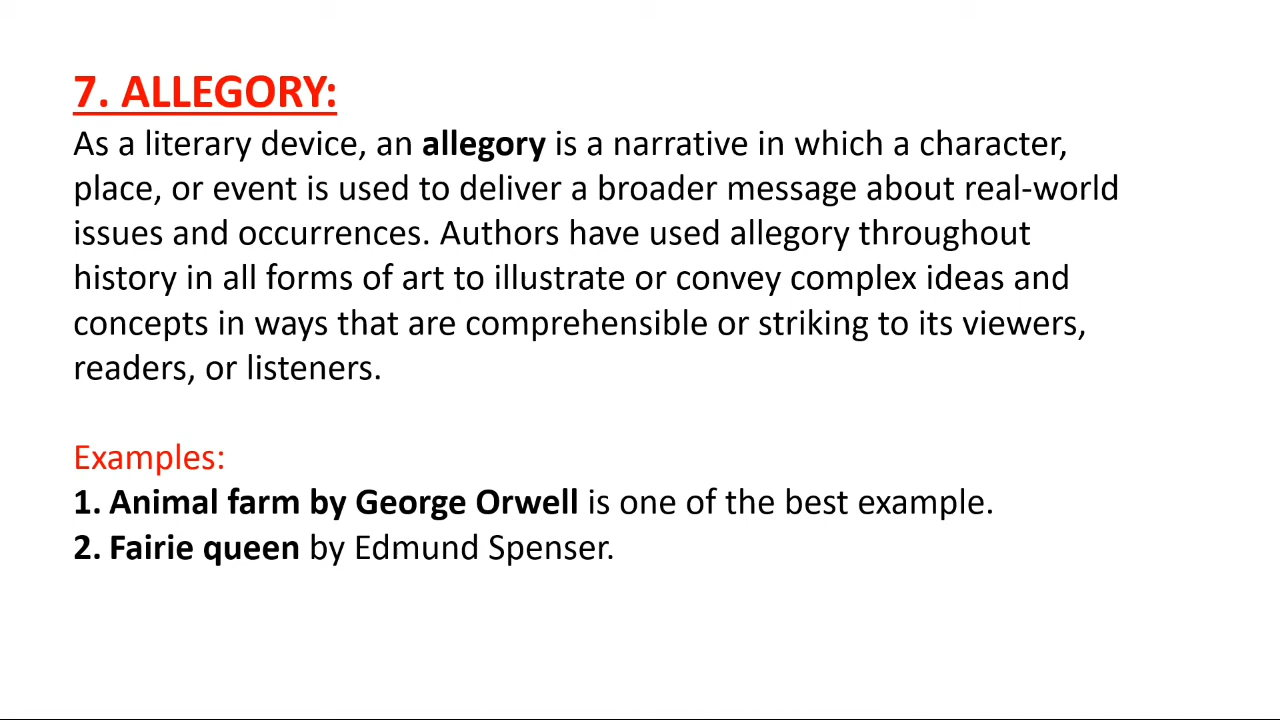 7. ALLEGORY:
As a literary device, an allegory is a narrative in which a character,
place, or event is used to deliver a broader message about real-world
issues and occurrences. Authors have used allegory throughout
history in all forms of art to illustrate or convey complex ideas and
concepts in ways that are comprehensible or striking to its viewers,
readers, or listeners.
Examples:
1. Animal farm by George Orwell is one of the best example.
2. Fairie queen by Edmund Spenser.